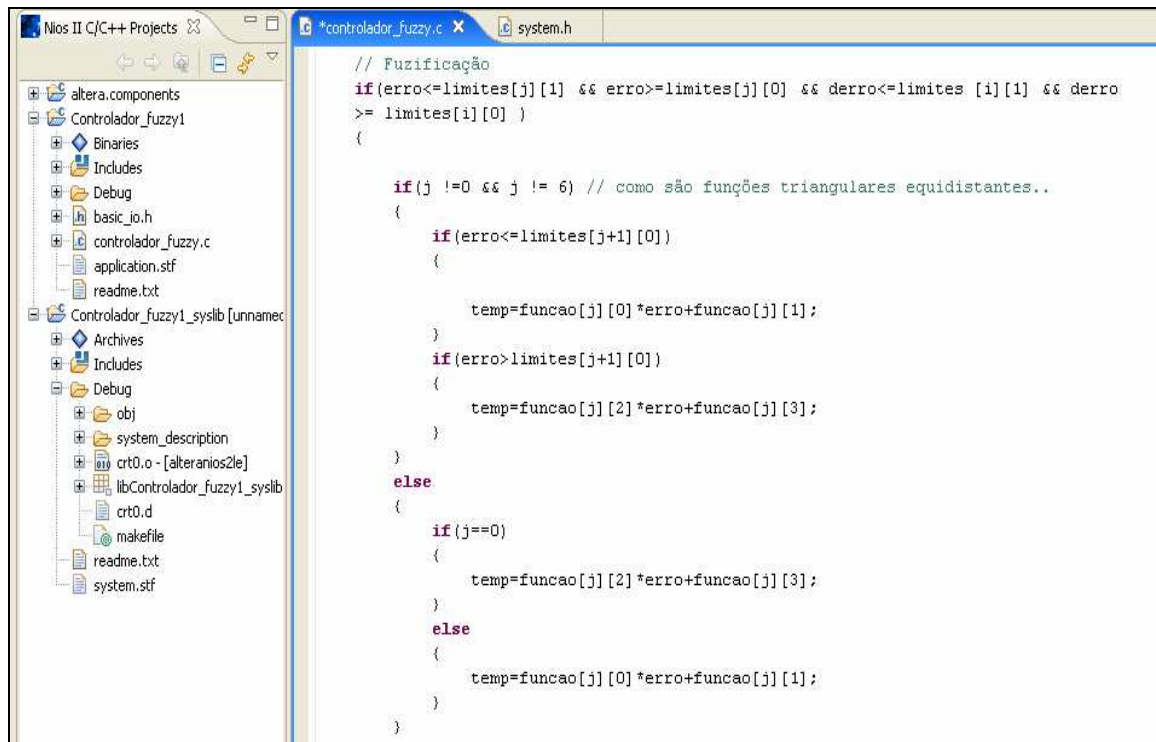 Nios II C/C++ Projects
altera.components
Controlador_fuzzy1
Binaries
Includes
Debug
basic_io.h
controlador_fuzzy.c
application.stf
readme.txt
Controlador_fuzzy1_syslib [unnamed
Archives
Includes
Debug
obj
system_description
crt0.o - [alteranios2le]
libControlador_fuzzy1_syslib
crt0.d
makefile
readme.txt
system.stf
*controlador_fuzzy.c
system.h
// Fuzificação
if(erro<=limites[j][1] && erro>=limites[j][0] && derro<=limites [i][1] && derro
>= limites[i][0] )
{
if(j !=0 && j != 6) // como são funções triangulares equidistantes..
{
if(erro<=limites[j+1][0])
{
temp=funcao[j][0]*erro+funcao[j][1];
}
if(erro>limites[j+1][0])
{
temp=funcao[j][2]*erro+funcao[j][3];
}
}
else
{
if(j==0)
{
temp=funcao[j][2]*erro+funcao[j][3];
}
else
{
temp=funcao[j][0]*erro+funcao[j][1];
}
}